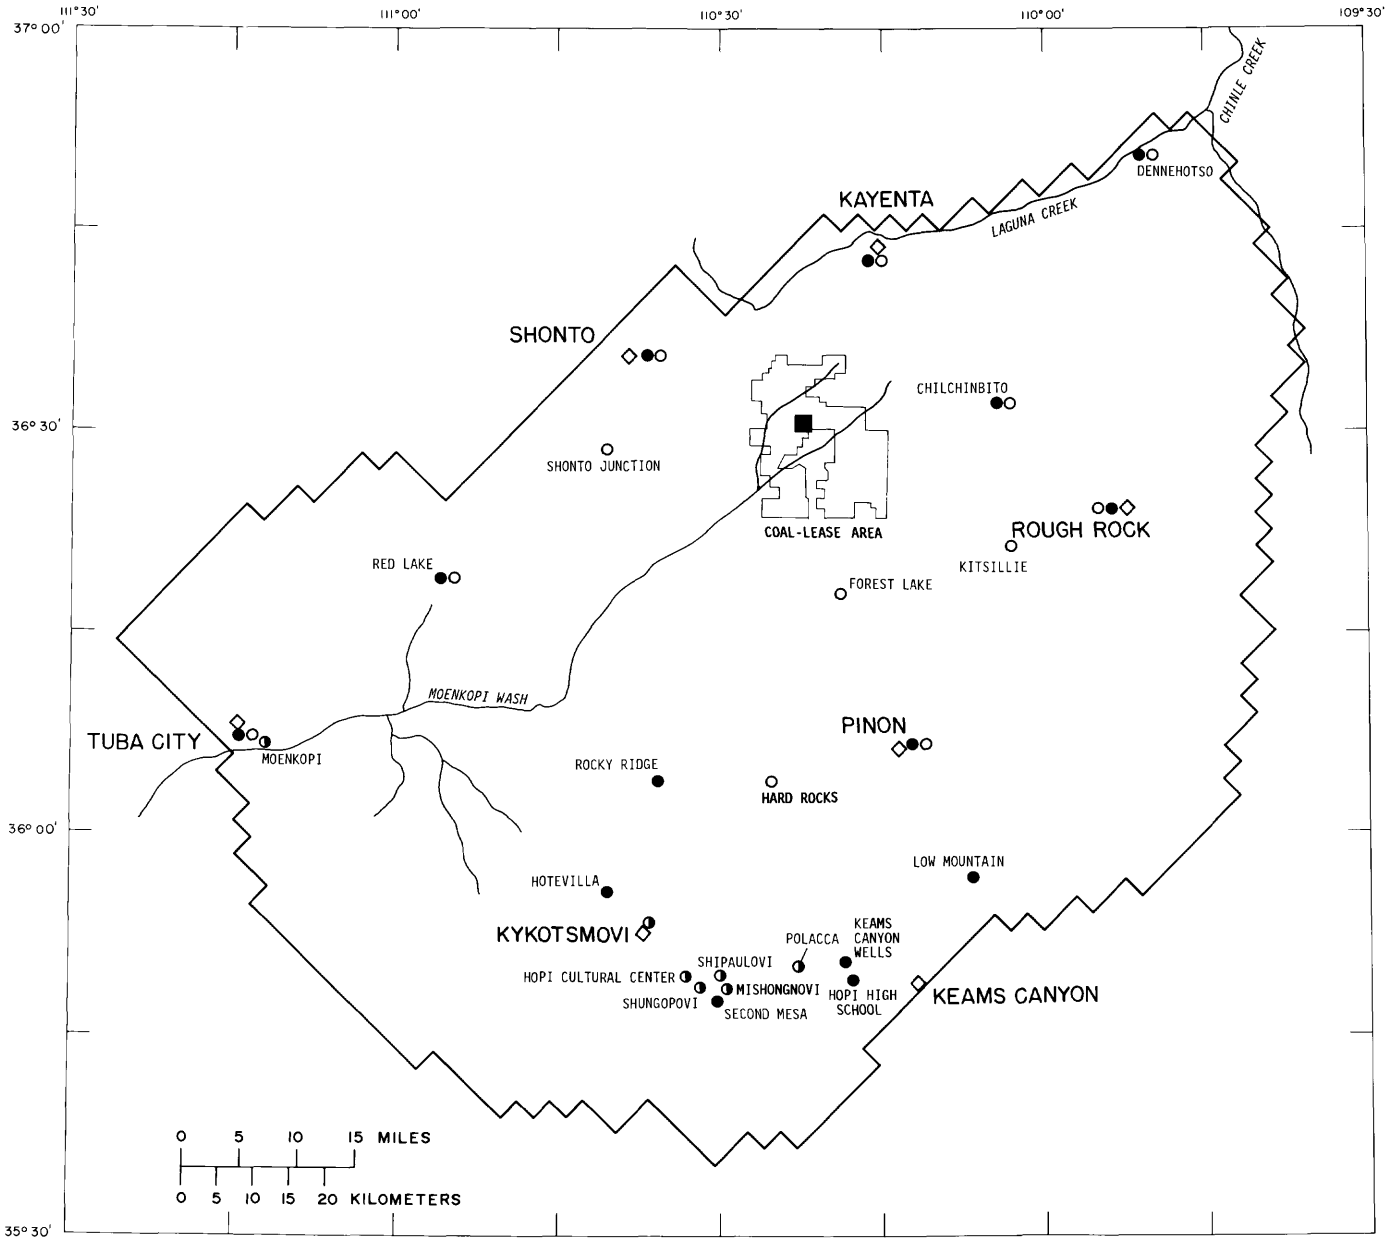 111°30' 111°00' 110°30' 110°00' 109°30'
37°00'
CHINLE CREEK
DENNEHOTSO
KAYENTA
LAGUNA CREEK
SHONTO
CHILCHINBITO
36°30'
SHONTO JUNCTION
COAL-LEASE AREA
ROUGH ROCK
RED LAKE
KITSILLIE
FOREST LAKE
MOENKOPI WASH
PINON
TUBA CITY
MOENKOPI
ROCKY RIDGE
HARD ROCKS
36°00'
LOW MOUNTAIN
HOTEVILLA
KYKOTSMOVI
POLACCA
KEAMS
CANYON
WELLS
SHIPAULOVI
HOPI CULTURAL CENTER
MISHONGNOVI
HOPI HIGH
SCHOOL
KEAMS CANYON
SHUNGOPOVI
SECOND MESA
0 5 10 15 MILES
0 5 10 15 20 KILOMETERS
35°30'